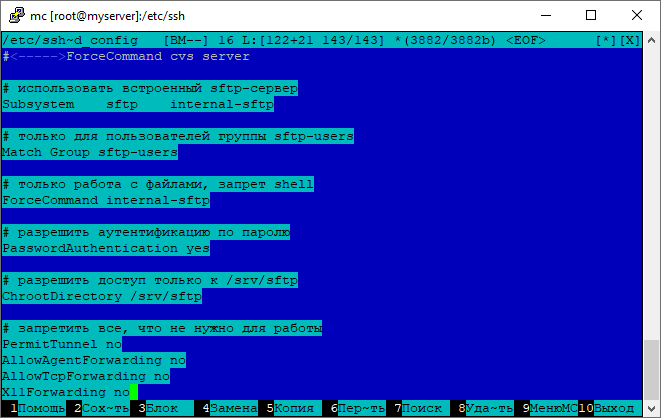 mc [root@myserver]:/etc/ssh
/etc/ssh~d_config [BM--] 16 L:[122+21 143/143] *(3882/3882b) <EOF> [*][X]
#<----->ForceCommand cvs server
# использовать встроенный sftp-сервер
Subsystem sftp internal-sftp
# только для пользователей группы sftp-users
Match Group sftp-users
# только работа с файлами, запрет shell
ForceCommand internal-sftp
# разрешить аутентификацию по паролю
PasswordAuthentication yes
# разрешить доступ только к /srv/sftp
ChrootDirectory /srv/sftp
# запретить все, что не нужно для работы
PermitTunnel no
AllowAgentForwarding no
AllowTcpForwarding no
X11Forwarding no
1Помощь 2Сох~ть 3Блок 4Замена 5Копия 6Пер~ть 7Поиск 8Уда~ть 9МенюMC 10Выход